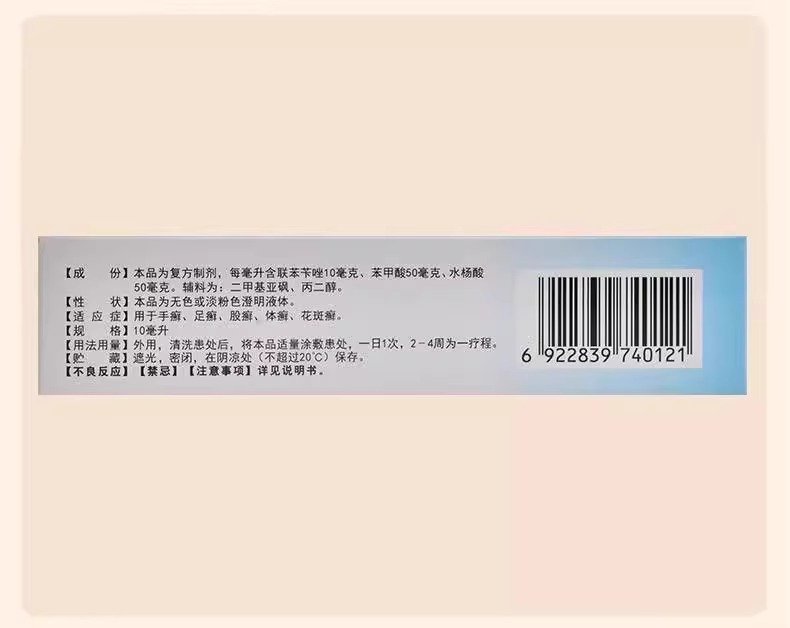 【成 份】本品为复方制剂，每毫升含联苯苄唑10毫克、苯甲酸50毫克、水杨酸
50毫克。辅料为：二甲基亚砜、丙二醇。
【性 状】本品为无色或淡粉色澄明液体。
【适应症】用于手癣、足癣、股癣、体癣、花斑癣。
【规 格】10毫升
【用法用量】外用，清洗患处后，将本品适量涂敷患处，一日1次，2-4周为一疗程。
【贮 藏】遮光，密闭，在阴凉处（不超过20℃）保存。
【不良反应】【禁忌】【注意事项】详见说明书。
6 922839 740121